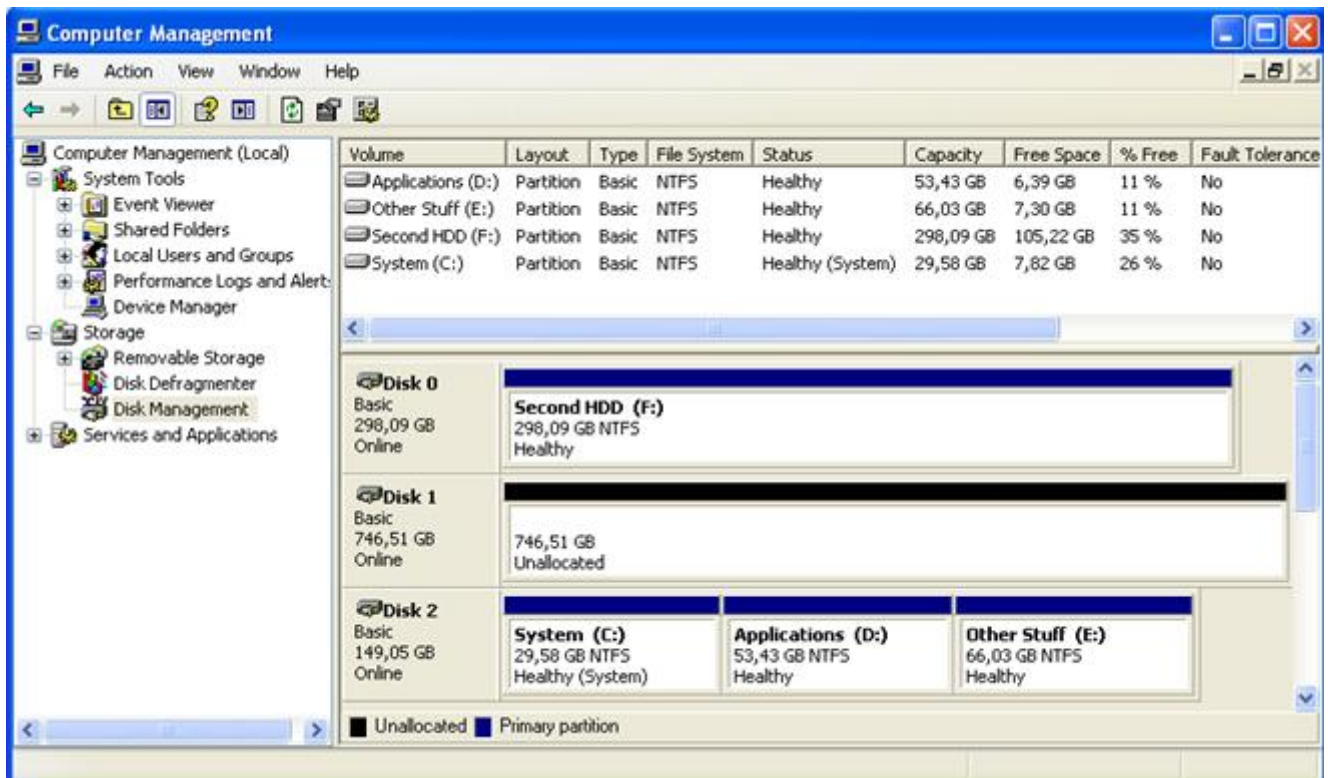 Computer Management
File Action View Window Help
Computer Management (Local)
System Tools
Event Viewer
Shared Folders
Local Users and Groups
Performance Logs and Alert
Device Manager
Storage
Removable Storage
Disk Defragmenter
Disk Management
Services and Applications
Volume Layout Type File System Status Capacity Free Space % Free Fault Tolerance
Applications (D:) Partition Basic NTFS Healthy 53,43 GB 6,39 GB 11 % No
Other Stuff (E:) Partition Basic NTFS Healthy 66,03 GB 7,30 GB 11 % No
Second HDD (F:) Partition Basic NTFS Healthy 298,09 GB 105,22 GB 35 % No
System (C:) Partition Basic NTFS Healthy (System) 29,58 GB 7,82 GB 26 % No
Disk 0
Basic
298,09 GB
Online
Second HDD (F:)
298,09 GB NTFS
Healthy
Disk 1
Basic
746,51 GB
Online
746,51 GB
Unallocated
Disk 2
Basic
149,05 GB
Online
System (C:)
29,58 GB NTFS
Healthy (System)
Applications (D:)
53,43 GB NTFS
Healthy
Other Stuff (E:)
66,03 GB NTFS
Healthy
Unallocated Primary partition